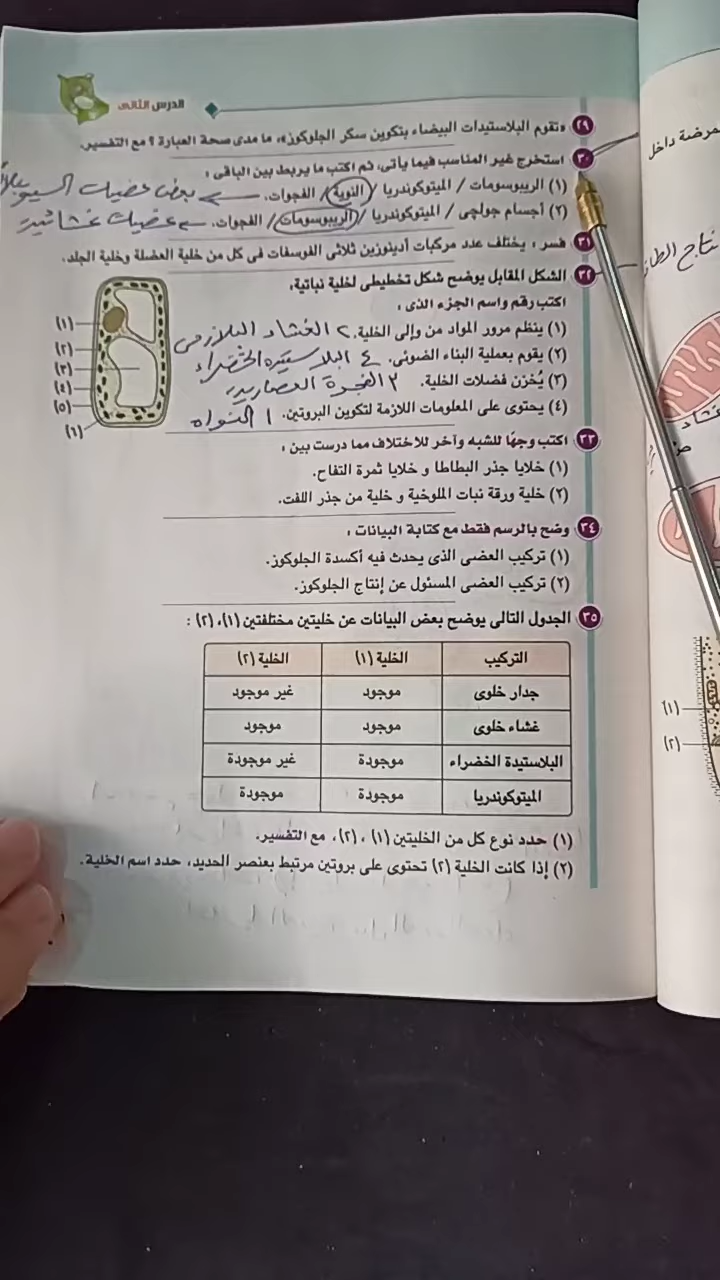 الدرس الثانى
٢٩ «تقوم البلاستيدات البيضاء بتكوين سكر الجلوكوز»، ما مدى صحة العبارة ؟ مع التفسير.
٣٠ استخرج غير المناسب فيما يأتى، ثم اكتب ما يربط بين الباقى :
(١) الريبوسومات / الميتوكوندريا / النوية / الفجوات. بعض عضيات السيتوبلازم
(٢) أجسام جولچى / الميتوكوندريا / الريبوسومات / الفجوات. عضيات غشائية
٣١ فسر : يختلف عدد مركبات أدينوزين ثلاثى الفوسفات فى كل من خلية العضلة وخلية الجلد.
٣٢ الشكل المقابل يوضح شكل تخطيطى لخلية نباتية،
اكتب رقم واسم الجزء الذى :
(١) ينظم مرور المواد من وإلى الخلية. ٢ الغشاء البلازمى
(٢) يقوم بعملية البناء الضوئى. ٤ البلاستيدة الخضراء
(٣) يُخزن فضلات الخلية. ٣ الفجوة العصارية
(٤) يحتوى على المعلومات اللازمة لتكوين البروتين. ١ النواه
(١)
(٢)
(٣)
(٤)
(٥)
(٦)
٣٣ اكتب وجهًا للشبه وآخر للاختلاف مما درست بين :
(١) خلايا جذر البطاطا و خلايا ثمرة التفاح.
(٢) خلية ورقة نبات الملوخية و خلية من جذر اللفت.
٣٤ وضح بالرسم فقط مع كتابة البيانات :
(١) تركيب العضى الذى يحدث فيه أكسدة الجلوكوز.
(٢) تركيب العضى المسئول عن إنتاج الجلوكوز.
٣٥ الجدول التالى يوضح بعض البيانات عن خليتين مختلفتين (١)، (٢) :
التركيب الخلية (١) الخلية (٢)
جدار خلوى موجود غير موجود
غشاء خلوى موجود موجود
البلاستيدة الخضراء موجودة غير موجودة
الميتوكوندريا موجودة موجودة
(١) حدد نوع كل من الخليتين (١)، (٢)، مع التفسير.
(٢) إذا كانت الخلية (٢) تحتوى على بروتين مرتبط بعنصر الحديد، حدد اسم الخلية.
داخل
(١)
(٢)